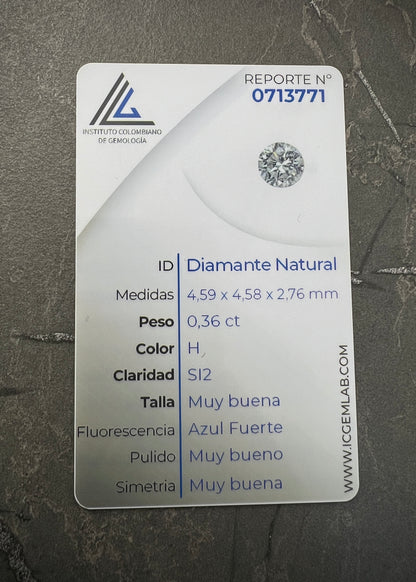 REPORTE Nº
0713771
INSTITUTO COLOMBIANO
DE GEMOLOGÍA
ID Diamante Natural
Medidas 4,59 x 4,58 x 2,76 mm
Peso 0,36 ct
Color H
Claridad SI2
Talla Muy buena
Fluorescencia Azul Fuerte
Pulido Muy bueno
Simetria Muy buena
WWW.ICGEMLAB.COM